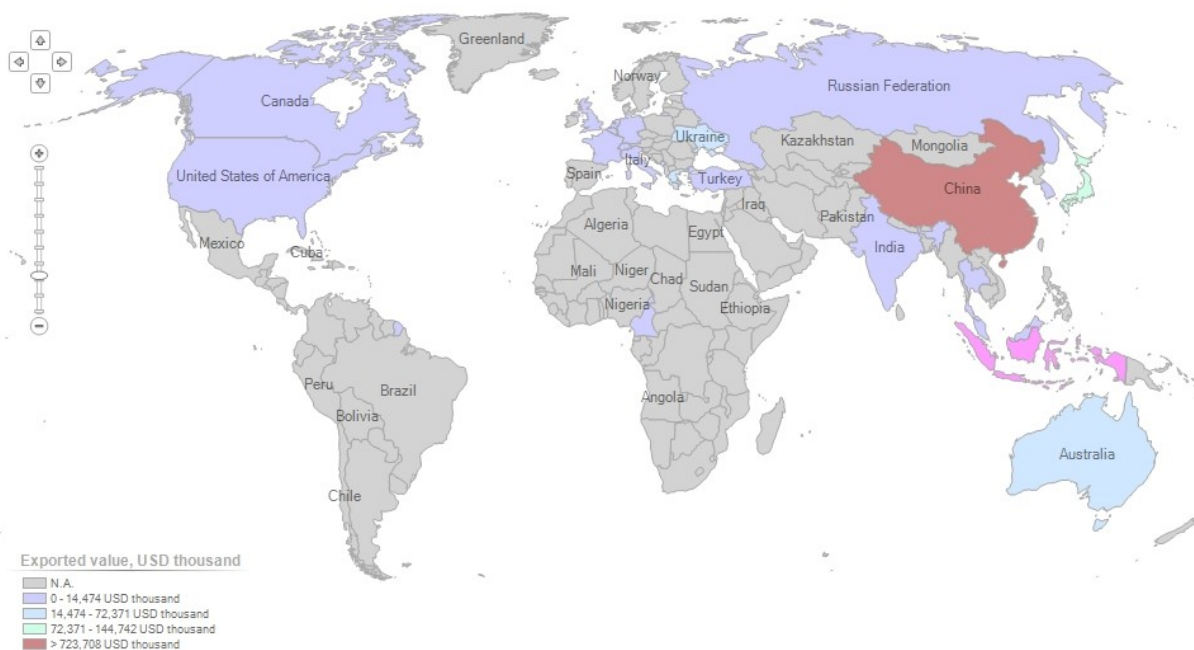 Greenland
Norway
Russian Federation
Canada
Ukraine
Kazakhstan
Mongolia
Italy
Spain
Turkey
United States of America
China
Iraq
Pakistan
Algeria
Egypt
Mexico
Cuba
India
Mali
Niger
Chad
Sudan
Nigeria
Ethiopia
Peru
Brazil
Angola
Bolivia
Australia
Chile
Exported value, USD thousand
N.A.
0 - 14,474 USD thousand
14,474 - 72,371 USD thousand
72,371 - 144,742 USD thousand
> 723,708 USD thousand